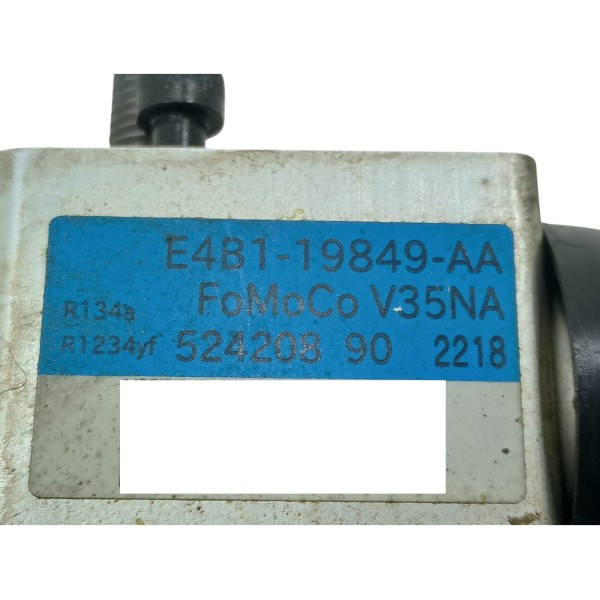 E4B1-19849-AA
FoMoCo V35NA
R134a
R1234yf 524208 90 2218